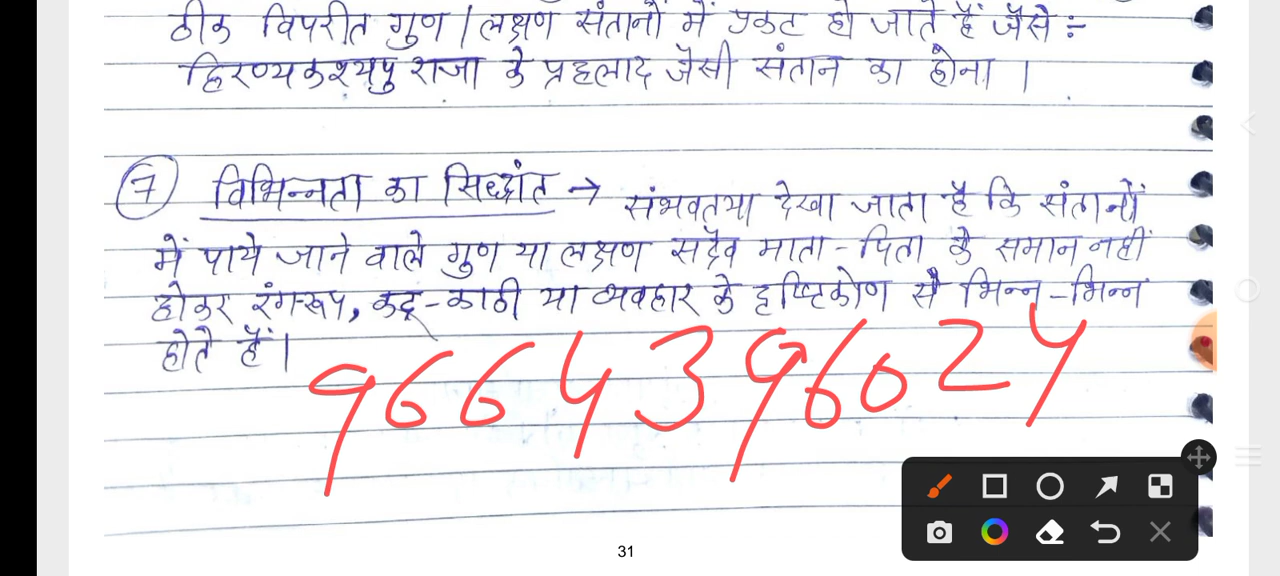 ठीक विपरीत गुण / लक्षण संतानों में प्रकट हो जाते हैं जैसे :-
हिरण्यकश्यपु राजा के प्रहलाद जैसी संतान का होना ।
7 विभिन्नता का सिद्धांत → संभवतया देखा जाता है कि संतानों
में पाये जाने वाले गुण या लक्षण सदैव माता-पिता के समान नहीं
होकर रंग-रूप, कद-काठी या व्यवहार के दृष्टिकोण से भिन्न-भिन्न
होते हैं।
9664396024
31